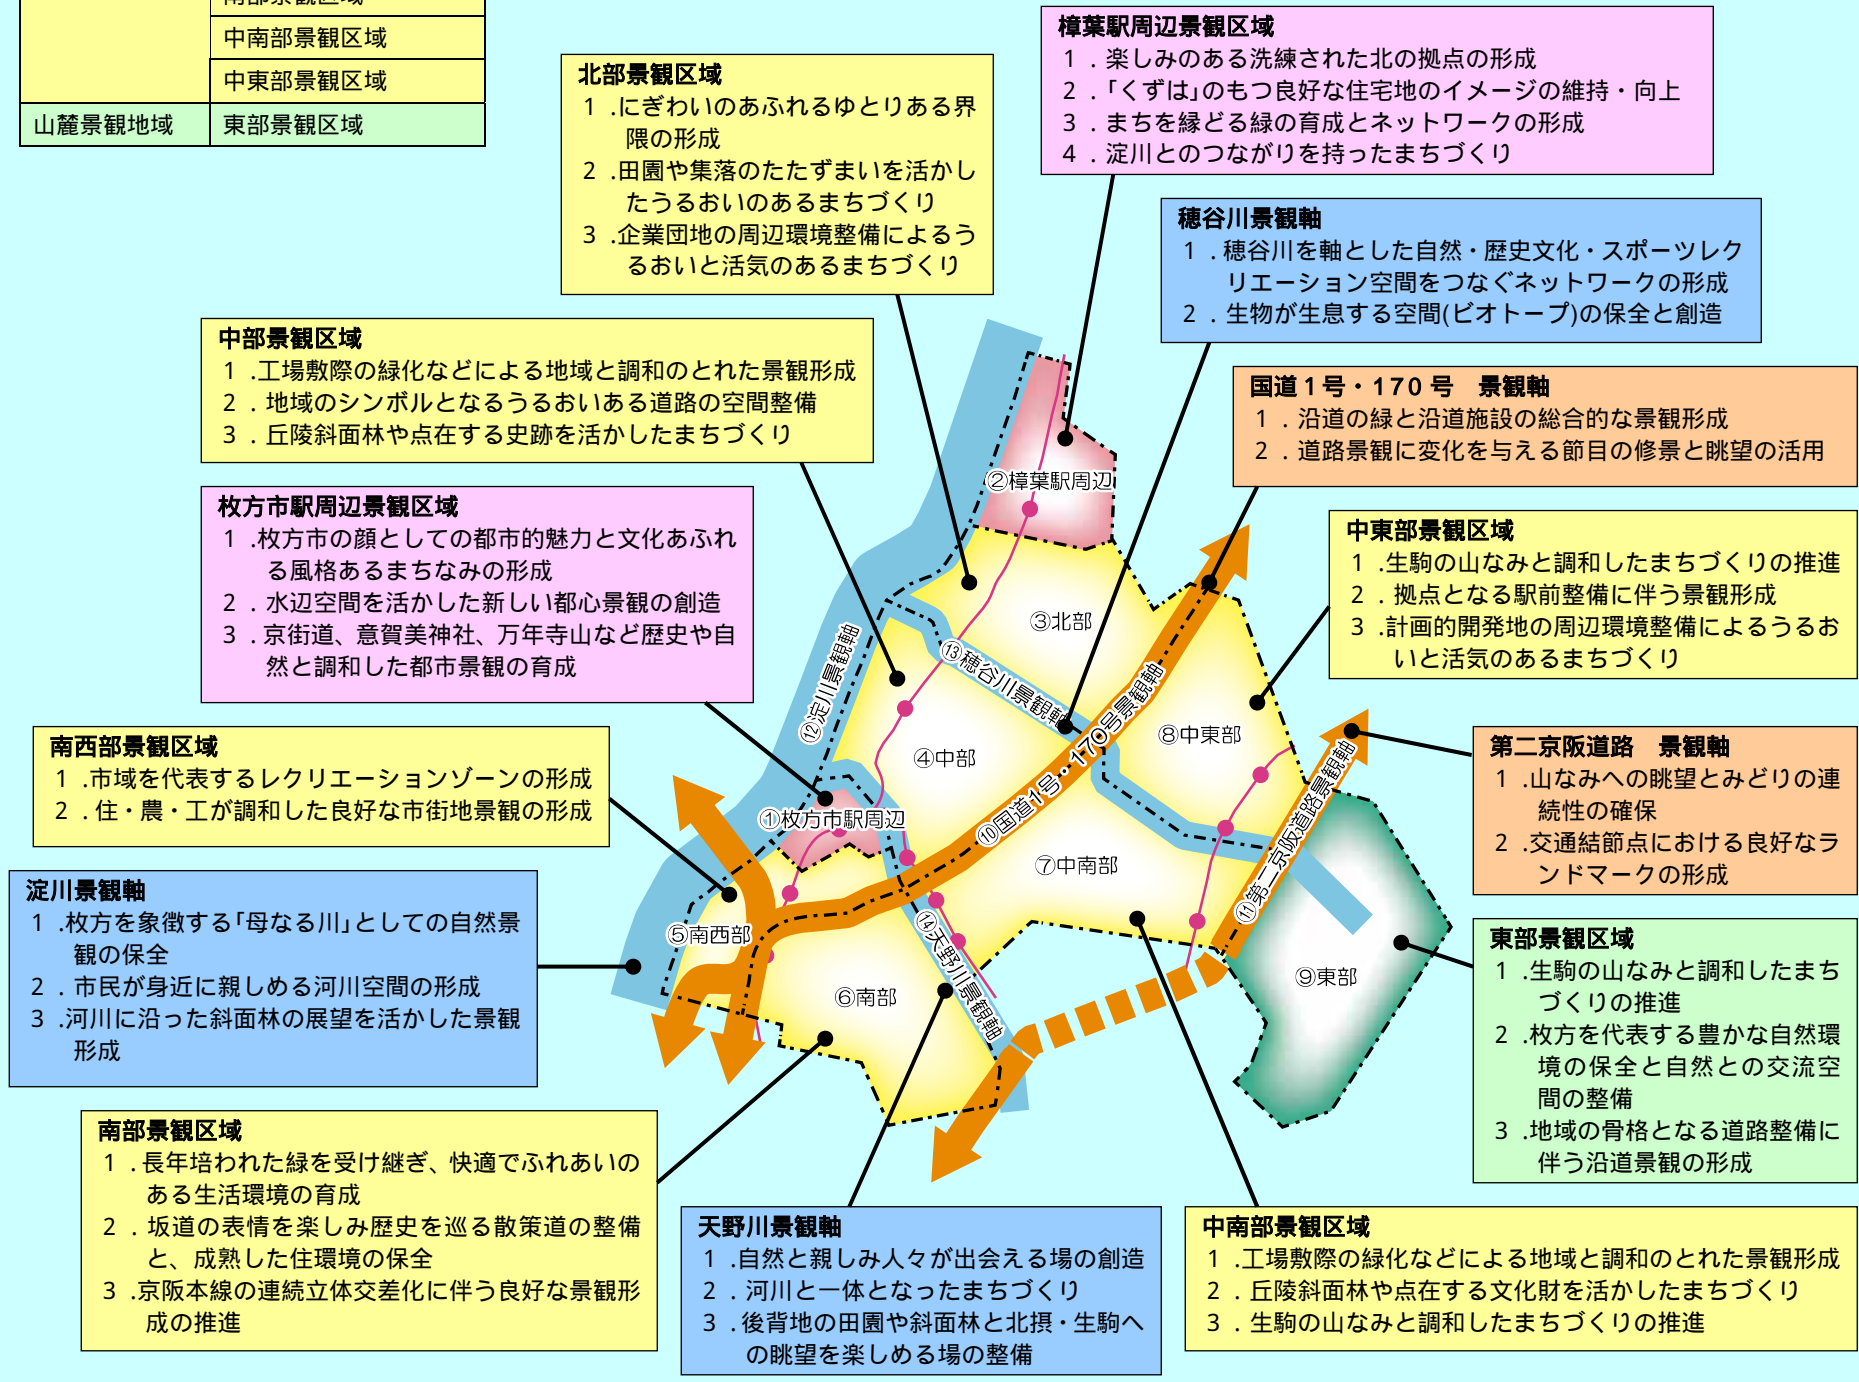 南部景観区域
中南部景観区域
中東部景観区域
山麓景観地域
東部景観区域
樟葉駅周辺景観区域
1．楽しみのある洗練された北の拠点の形成
2．「くずは」のもつ良好な住宅地のイメージの維持・向上
3．まちを縁どる緑の育成とネットワークの形成
4．淀川とのつながりを持ったまちづくり
北部景観区域
1．にぎわいのあふれるゆとりある界
隈の形成
2．田園や集落のたたずまいを活かし
たうるおいのあるまちづくり
3．企業団地の周辺環境整備によるう
るおいと活気のあるまちづくり
穂谷川景観軸
1．穂谷川を軸とした自然・歴史文化・スポーツレク
リエーション空間をつなぐネットワークの形成
2．生物が生息する空間(ビオトープ)の保全と創造
中部景観区域
1．工場敷際の緑化などによる地域と調和のとれた景観形成
2．地域のシンボルとなるうるおいある道路の空間整備
3．丘陵斜面林や点在する史跡を活かしたまちづくり
国道1号・170号　景観軸
1．沿道の緑と沿道施設の総合的な景観形成
2．道路景観に変化を与える節目の修景と眺望の活用
枚方市駅周辺景観区域
1．枚方市の顔としての都市的魅力と文化あふれ
る風格あるまちなみの形成
2．水辺空間を活かした新しい都心景観の創造
3．京街道、意賀美神社、万年寺山など歴史や自
然と調和した都市景観の育成
中東部景観区域
1．生駒の山なみと調和したまちづくりの推進
2．拠点となる駅前整備に伴う景観形成
3．計画的開発地の周辺環境整備によるうるお
いと活気のあるまちづくり
南西部景観区域
1．市域を代表するレクリエーションゾーンの形成
2．住・農・工が調和した良好な市街地景観の形成
第二京阪道路　景観軸
1．山なみへの眺望とみどりの連
続性の確保
2．交通結節点における良好なラ
ンドマークの形成
淀川景観軸
1．枚方を象徴する「母なる川」としての自然景
観の保全
2．市民が身近に親しめる河川空間の形成
3．河川に沿った斜面林の展望を活かした景観
形成
東部景観区域
1．生駒の山なみと調和したまち
づくりの推進
2．枚方を代表する豊かな自然環
境の保全と自然との交流空
間の整備
3．地域の骨格となる道路整備に
伴う沿道景観の形成
南部景観区域
1．長年培われた緑を受け継ぎ、快適でふれあいの
ある生活環境の育成
2．坂道の表情を楽しみ歴史を巡る散策道の整備
と、成熟した住環境の保全
3．京阪本線の連続立体交差化に伴う良好な景観形
成の推進
天野川景観軸
1．自然と親しみ人々が出会える場の創造
2．河川と一体となったまちづくり
3．後背地の田園や斜面林と北摂・生駒へ
の眺望を楽しめる場の整備
中南部景観区域
1．工場敷際の緑化などによる地域と調和のとれた景観形成
2．丘陵斜面林や点在する文化財を活かしたまちづくり
3．生駒の山なみと調和したまちづくりの推進
②樟葉駅周辺
③北部
⑬穂谷川景観軸
⑫淀川景観軸
④中部
⑧中東部
①枚方市駅周辺
⑩国道1号・170号景観軸
⑦中南部
⑪第二京阪道路景観軸
⑤南西部
⑭天野川景観軸
⑥南部
⑨東部